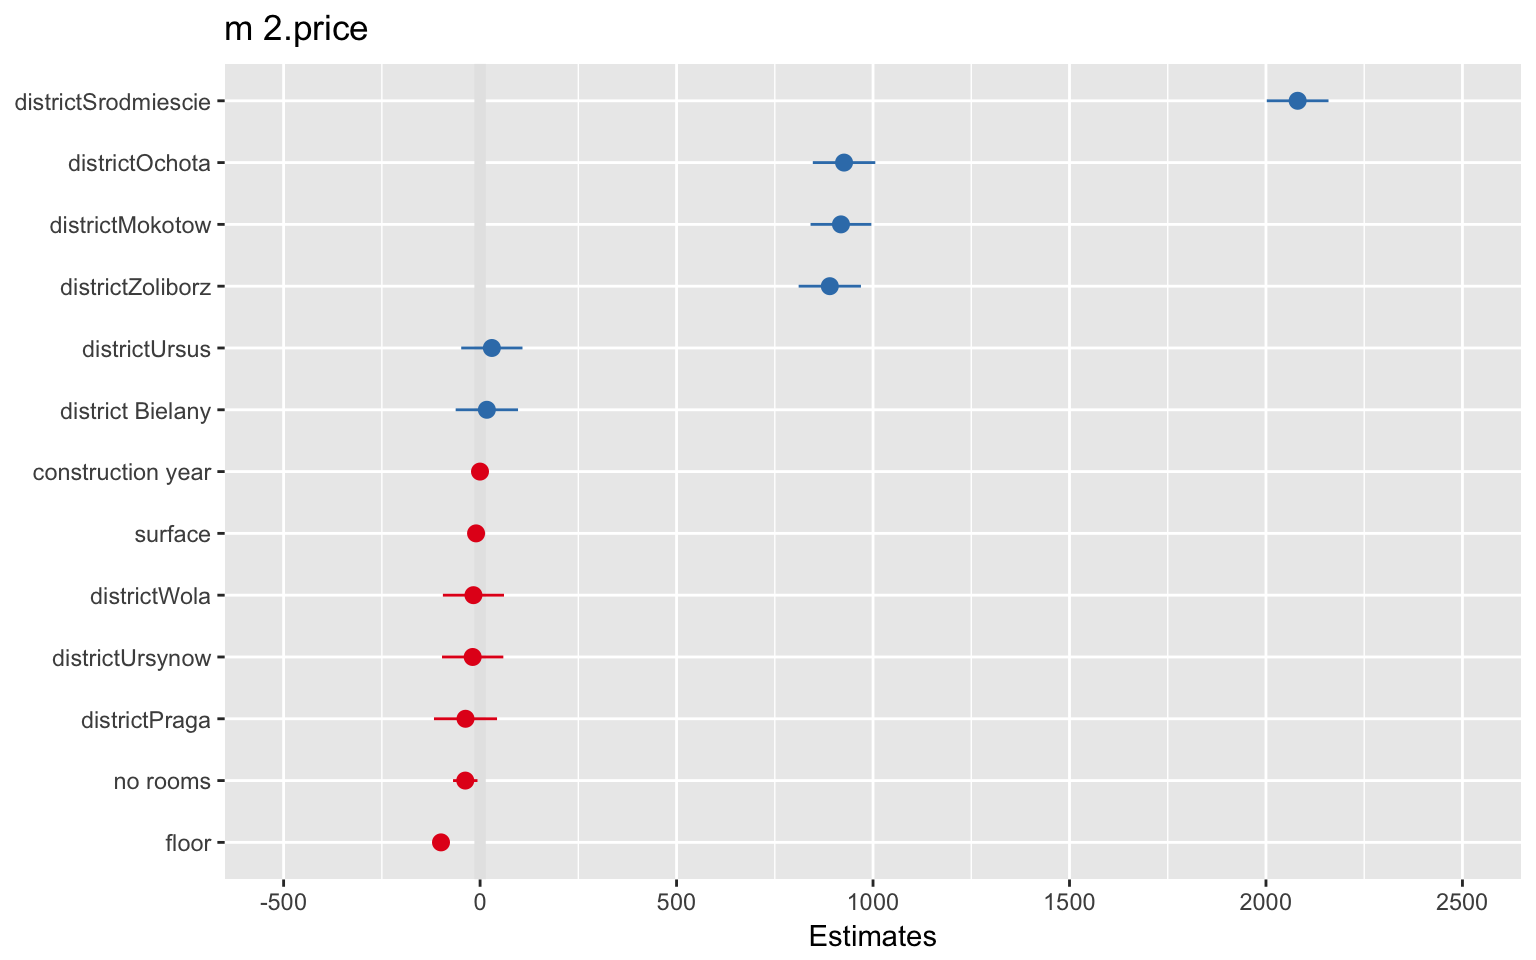 m 2.price
districtSrodmiescie
districtOchota
districtMokotow
districtZoliborz
districtUrsus
district Bielany
construction year
surface
districtWola
districtUrsynow
districtPraga
no rooms
floor
-500 0 500 1000 1500 2000 2500
Estimates